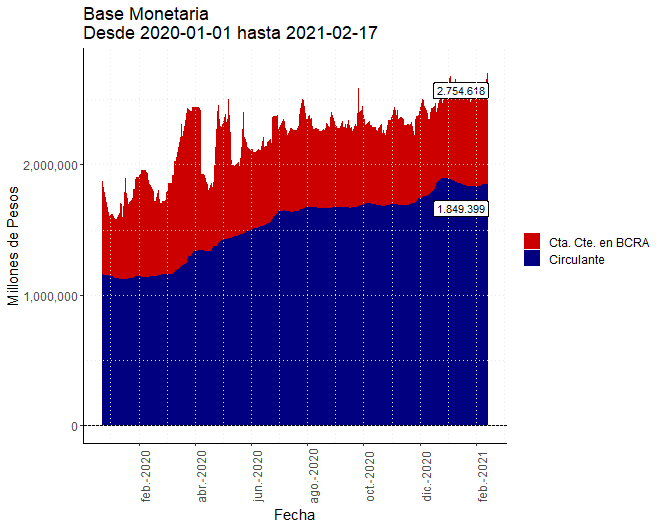 Base Monetaria
Desde 2020-01-01 hasta 2021-02-17
Millones de Pesos
2,000,000
1,000,000
0
2.754.618
1.849.399
Cta. Cte. en BCRA
Circulante
feb.-2020
abr.-2020
jun.-2020
ago.-2020
oct.-2020
dic.-2020
feb.-2021
Fecha